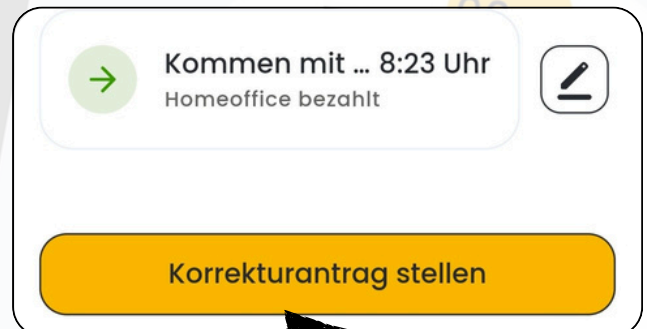 Kommen mit ... 8:23 Uhr
Homeoffice bezahlt
Korrekturantrag stellen